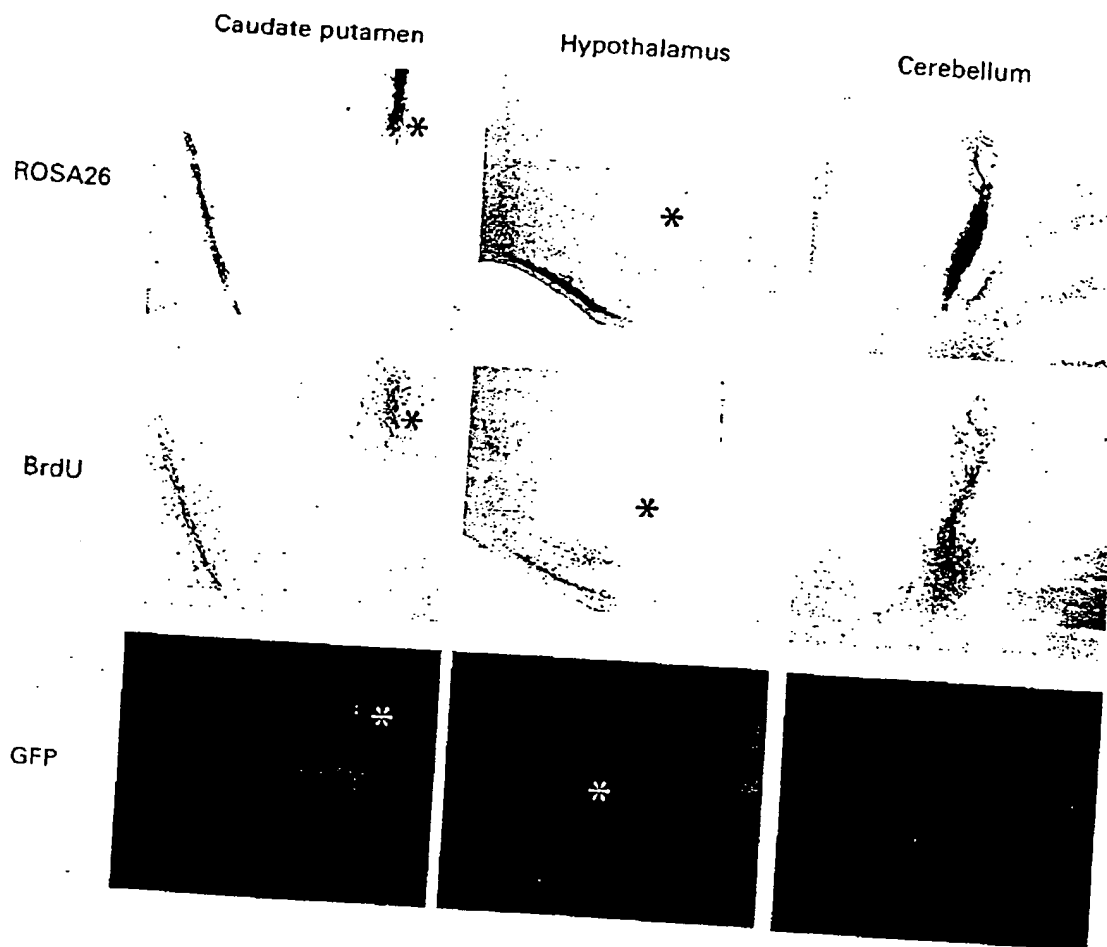 Caudate putamen
Hypothalamus
Cerebellum
ROSA26
*
*
BrdU
*
*
GFP
*
*